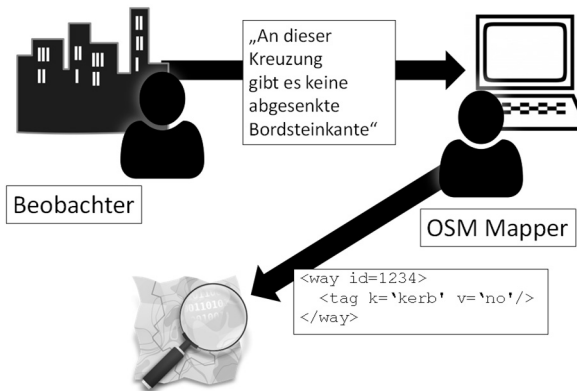 „An dieser
Kreuzung
gibt es keine
abgesenkte
Bordsteinkante“
Beobachter
OSM Mapper
<way id=1234>
<tag k=‘kerb' v=‘no'/>
</way>